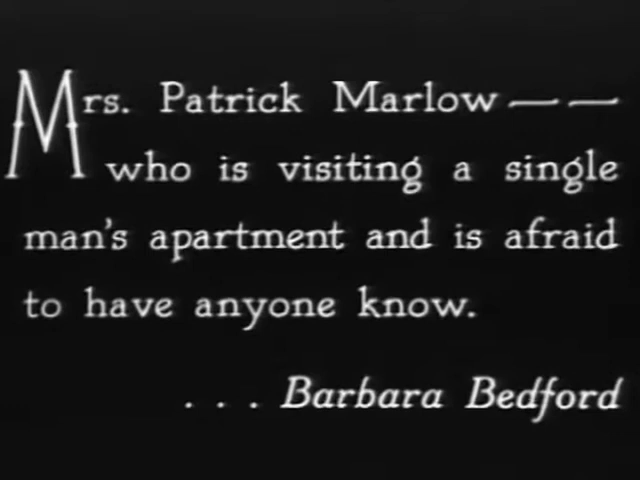 Mrs. Patrick Marlow — —
who is visiting a single
man's apartment and is afraid
to have anyone know.
. . . Barbara Bedford